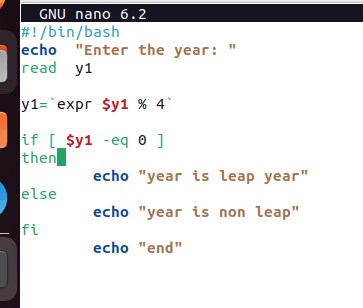 GNU nano 6.2
#!/bin/bash
echo  "Enter the year: "
read  y1

y1=`expr $y1 % 4`

if [ $y1 -eq 0 ]
then
        echo "year is leap year"
else
        echo "year is non leap"
fi
        echo "end"